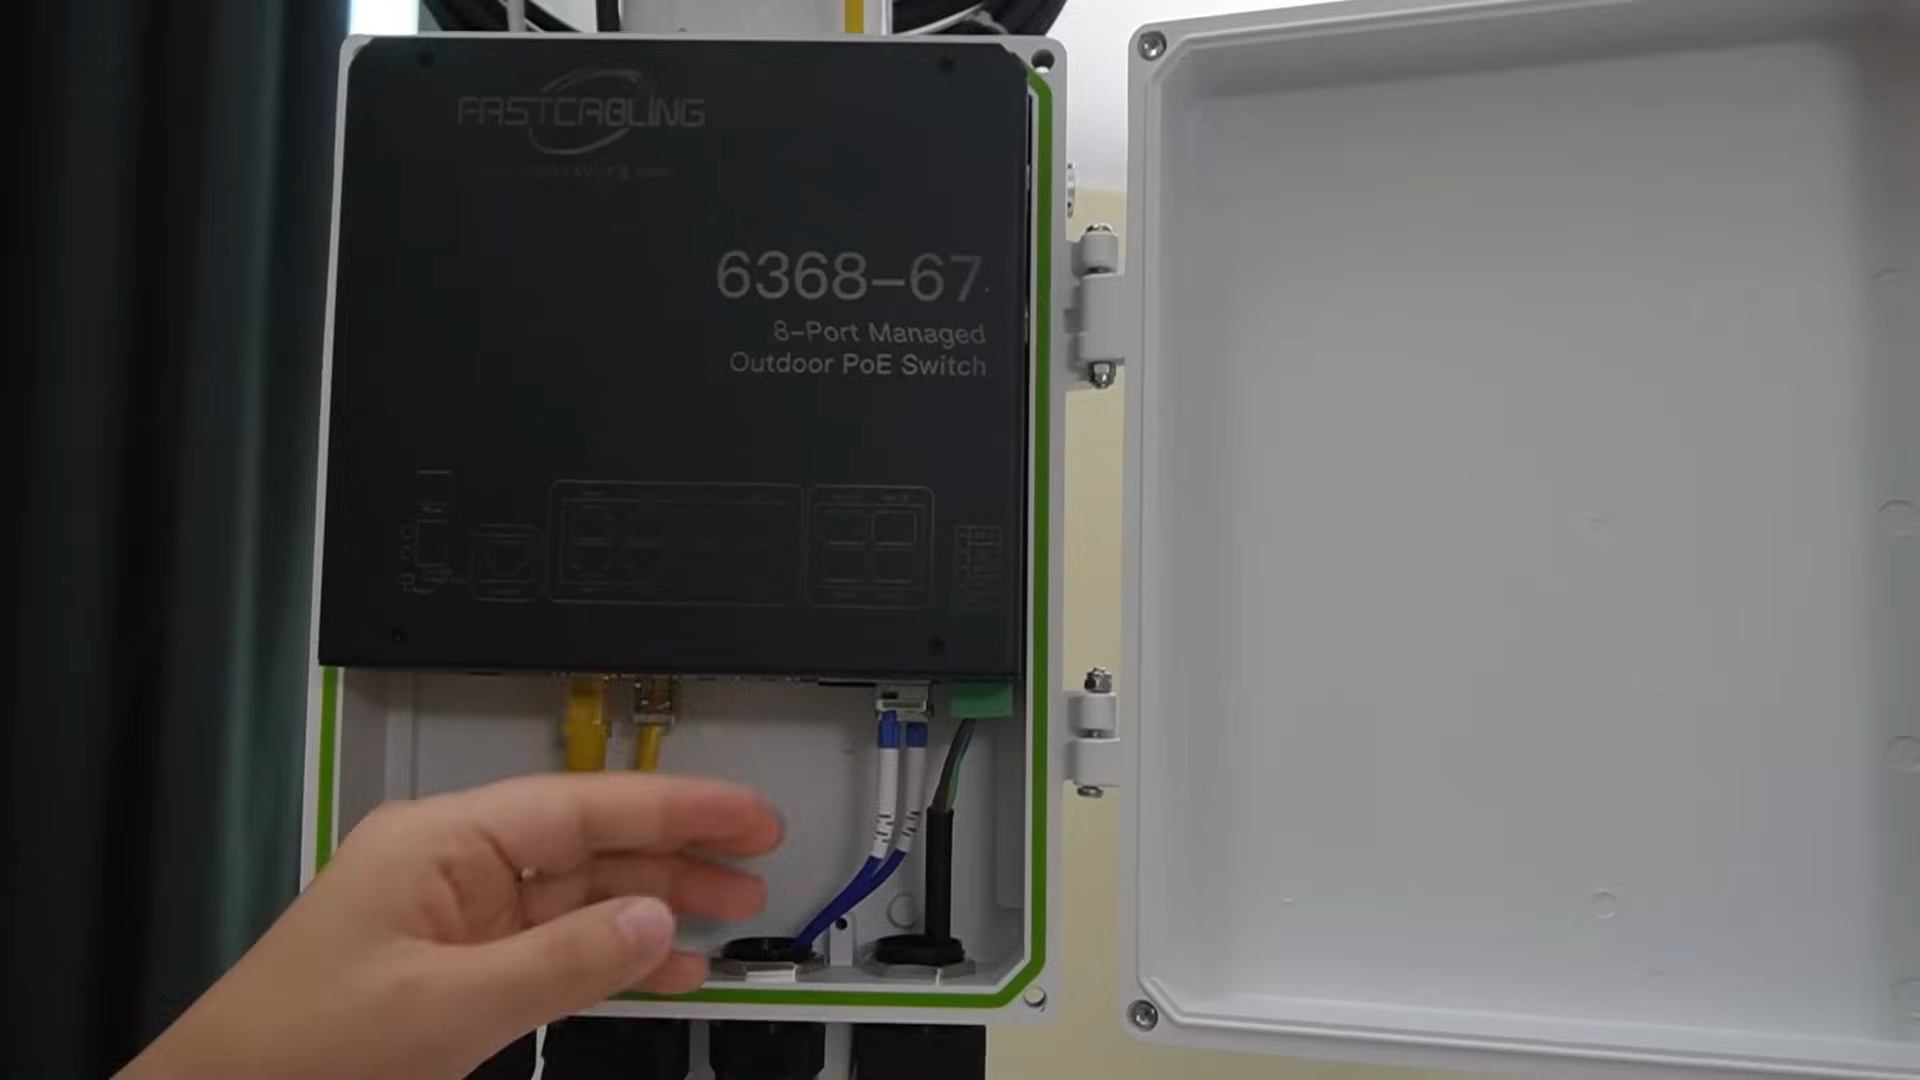 FASTCABLING
6368-67
8-Port Managed
Outdoor PoE Switch